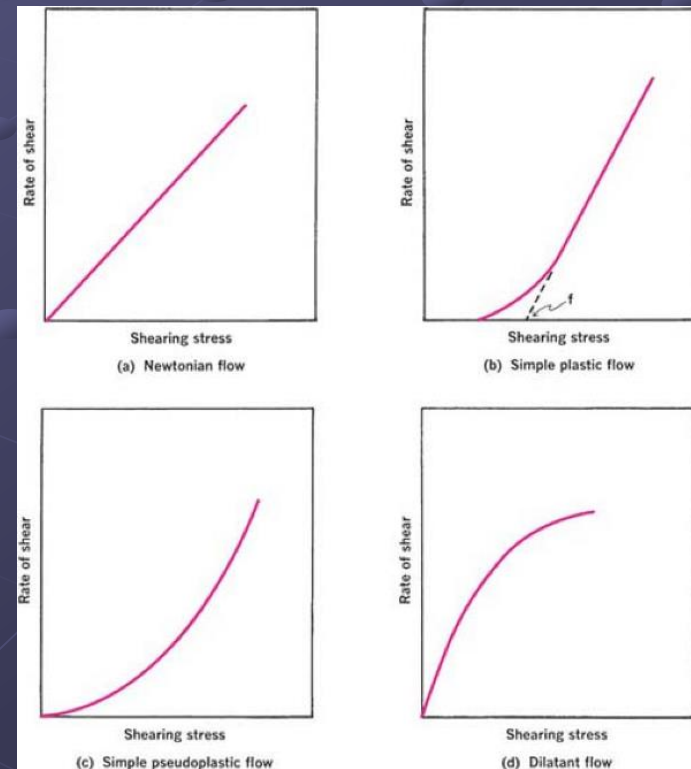 Rate of shear
Shearing stress
(a) Newtonian flow
Rate of shear
f
Shearing stress
(b) Simple plastic flow
Rate of shear
Shearing stress
(c) Simple pseudoplastic flow
Rate of shear
Shearing stress
(d) Dilatant flow